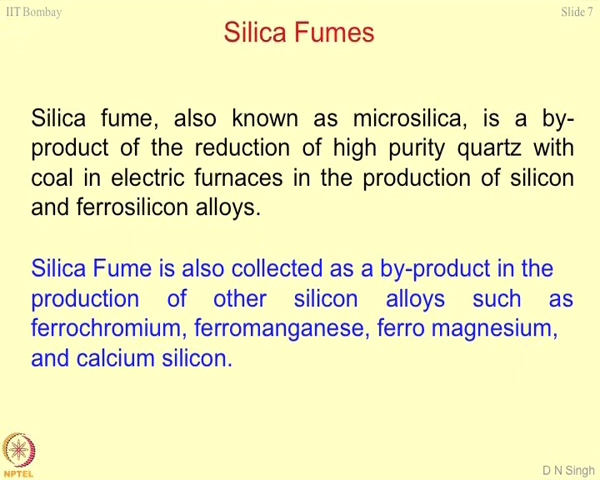 IIT Bombay
Slide 7
Silica Fumes
Silica fume, also known as microsilica, is a by-
product of the reduction of high purity quartz with
coal in electric furnaces in the production of silicon
and ferrosilicon alloys.
Silica Fume is also collected as a by-product in the
production of other silicon alloys such as
ferrochromium, ferromanganese, ferro magnesium,
and calcium silicon.
NPTEL
D N Singh